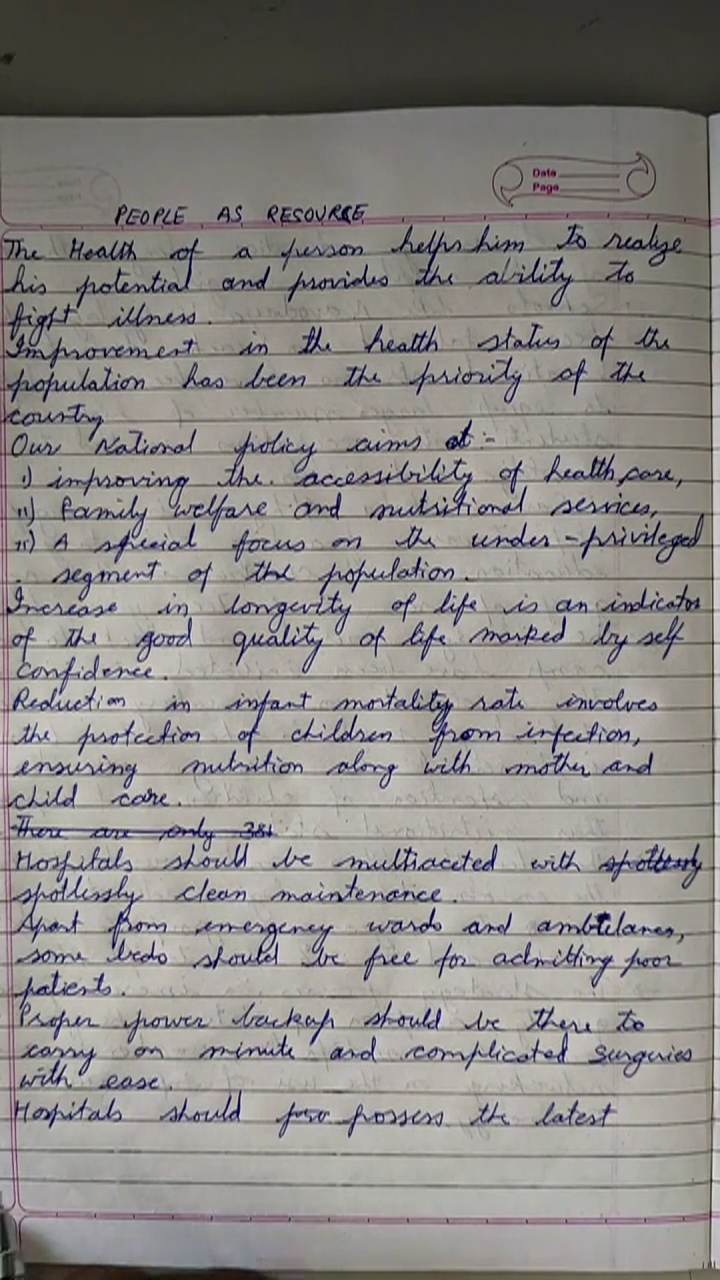 Date
Page
PEOPLE AS RESOURCE
The Health of a person helps him to realize
his potential and provides the ability to
fight illness.
Improvement in the health status of the
population has been the priority of the
country
Our National policy aims at :-
i) improving the accessibility of health care,
ii) Family welfare and nutritional services,
iii) A special focus on the under-privileged
segment of the population.
Increase in longevity of life is an indicator
of the good quality of life marked by self
confidence.
Reduction in infant mortality rate involves
the protection of children from infection,
ensuring nutrition along with mother and
child care.
There are only 381
Hospitals should be multiaceted with spotlessly
spotlessly clean maintenance.
Apart from emergency wards and
some beds should be free for admitting poor
patients.
Proper power backup should be there to
carry on minute and complicated surgeries
with ease.
Hospitals should possess the latest